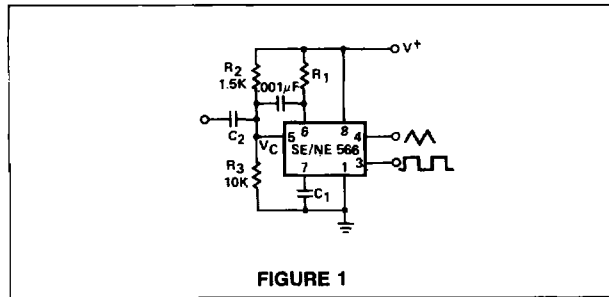 V+
R2
1.5K
.001µF
R1
C2
VC
5
6
8
4
SE/NE 566
3
7
1
R3
10K
C1
FIGURE 1